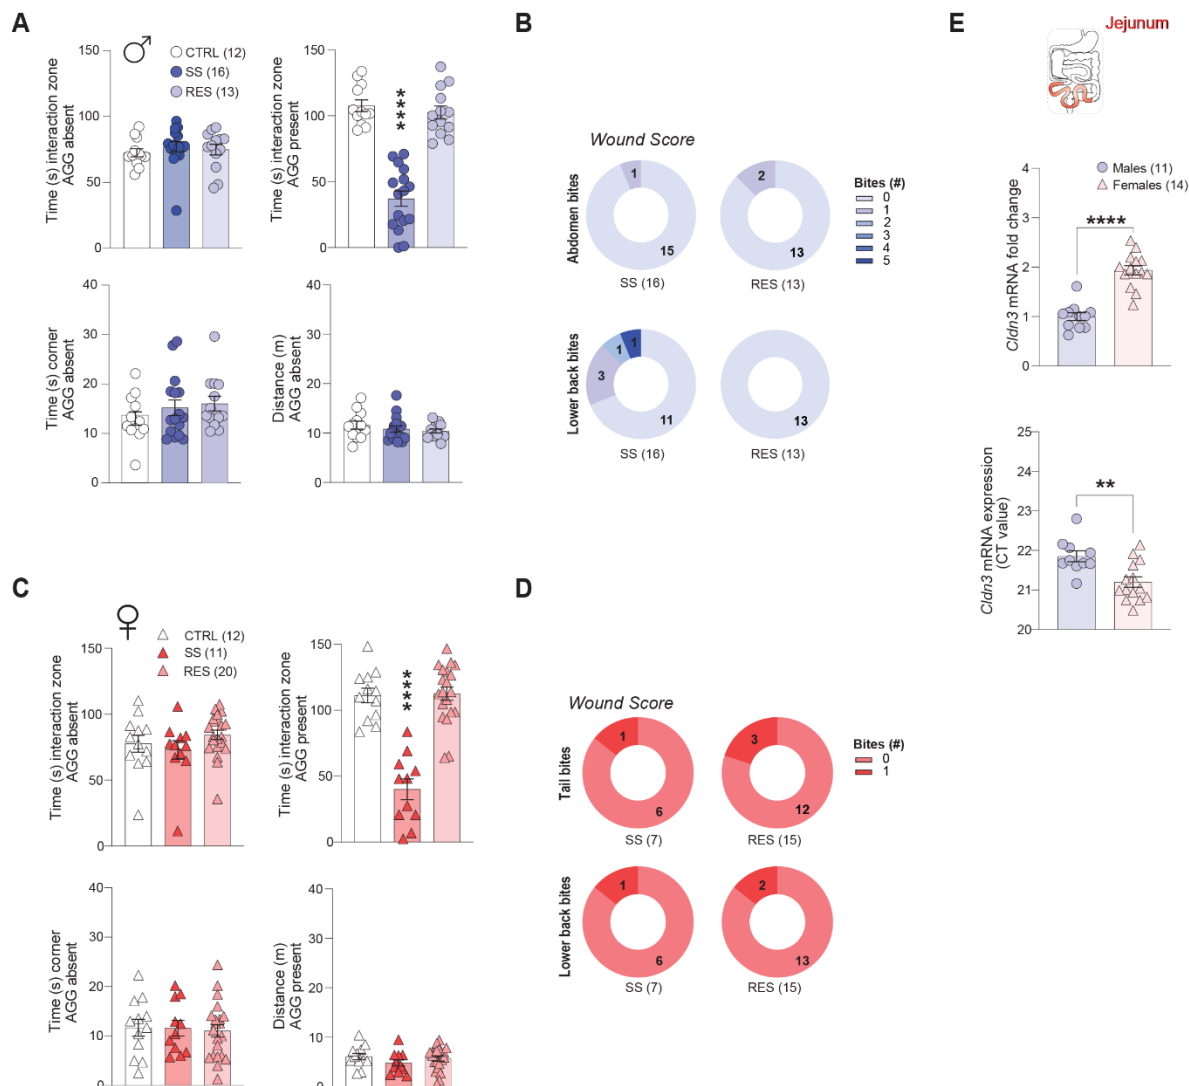 A
CTRL (12)
SS (16)
RES (13)
Time (s) interaction zone
AGG absent
150
100
50
0
Time (s) interaction zone
AGG present
150
100
50
0
****
Time (s) corner
AGG absent
40
30
20
10
0
Distance (m)
AGG absent
40
30
20
10
0
B
Wound Score
Abdomen bites
1
15
SS (16)
2
13
RES (13)
Bites (#)
0
1
2
3
4
5
Lower back bites
3
1
1
11
SS (16)
13
RES (13)
C
CTRL (12)
SS (11)
RES (20)
Time (s) interaction zone
AGG absent
150
100
50
0
Time (s) interaction zone
AGG present
150
100
50
0
****
Time (s) corner
AGG absent
40
30
20
10
0
Distance (m)
AGG present
40
30
20
10
0
D
Wound Score
Tail bites
1
6
SS (7)
3
12
RES (15)
Bites (#)
0
1
Lower back bites
1
6
SS (7)
2
13
RES (15)
E
Jejunum
Males (11)
Females (14)
Cldn3 mRNA fold change
4
3
2
1
0
****
Cldn3 mRNA expression
(CT value)
25
24
23
22
21
20
**